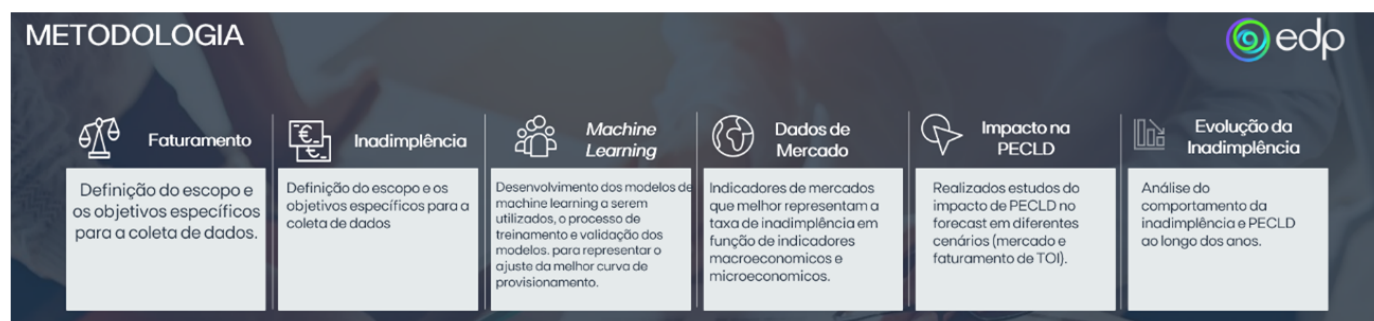 METODOLOGIA
edp
Faturamento
Definição do escopo e
os objetivos específicos
para a coleta de dados.
€
€
Inadimplência
Definição do escopo e os
objetivos específicos para a
coleta de dados
Machine
Learning
Desenvolvimento dos modelos de
machine learning a serem
utilizados, o processo de
treinamento e validação dos
modelos. para representar o
ajuste da melhor curva de
provisionamento.
Dados de
Mercado
Indicadores de mercados
que melhor representam a
taxa de inadimplência em
função de indicadores
macroeconomicos e
microeconomicos.
Impacto na
PECLD
Realizados estudos do
impacto de PECLD no
forecast em diferentes
cenários (mercado e
faturamento de TOI).
Evolução da
Inadimplência
Análise do
comportamento da
inadimplência e PECLD
ao longo dos anos.